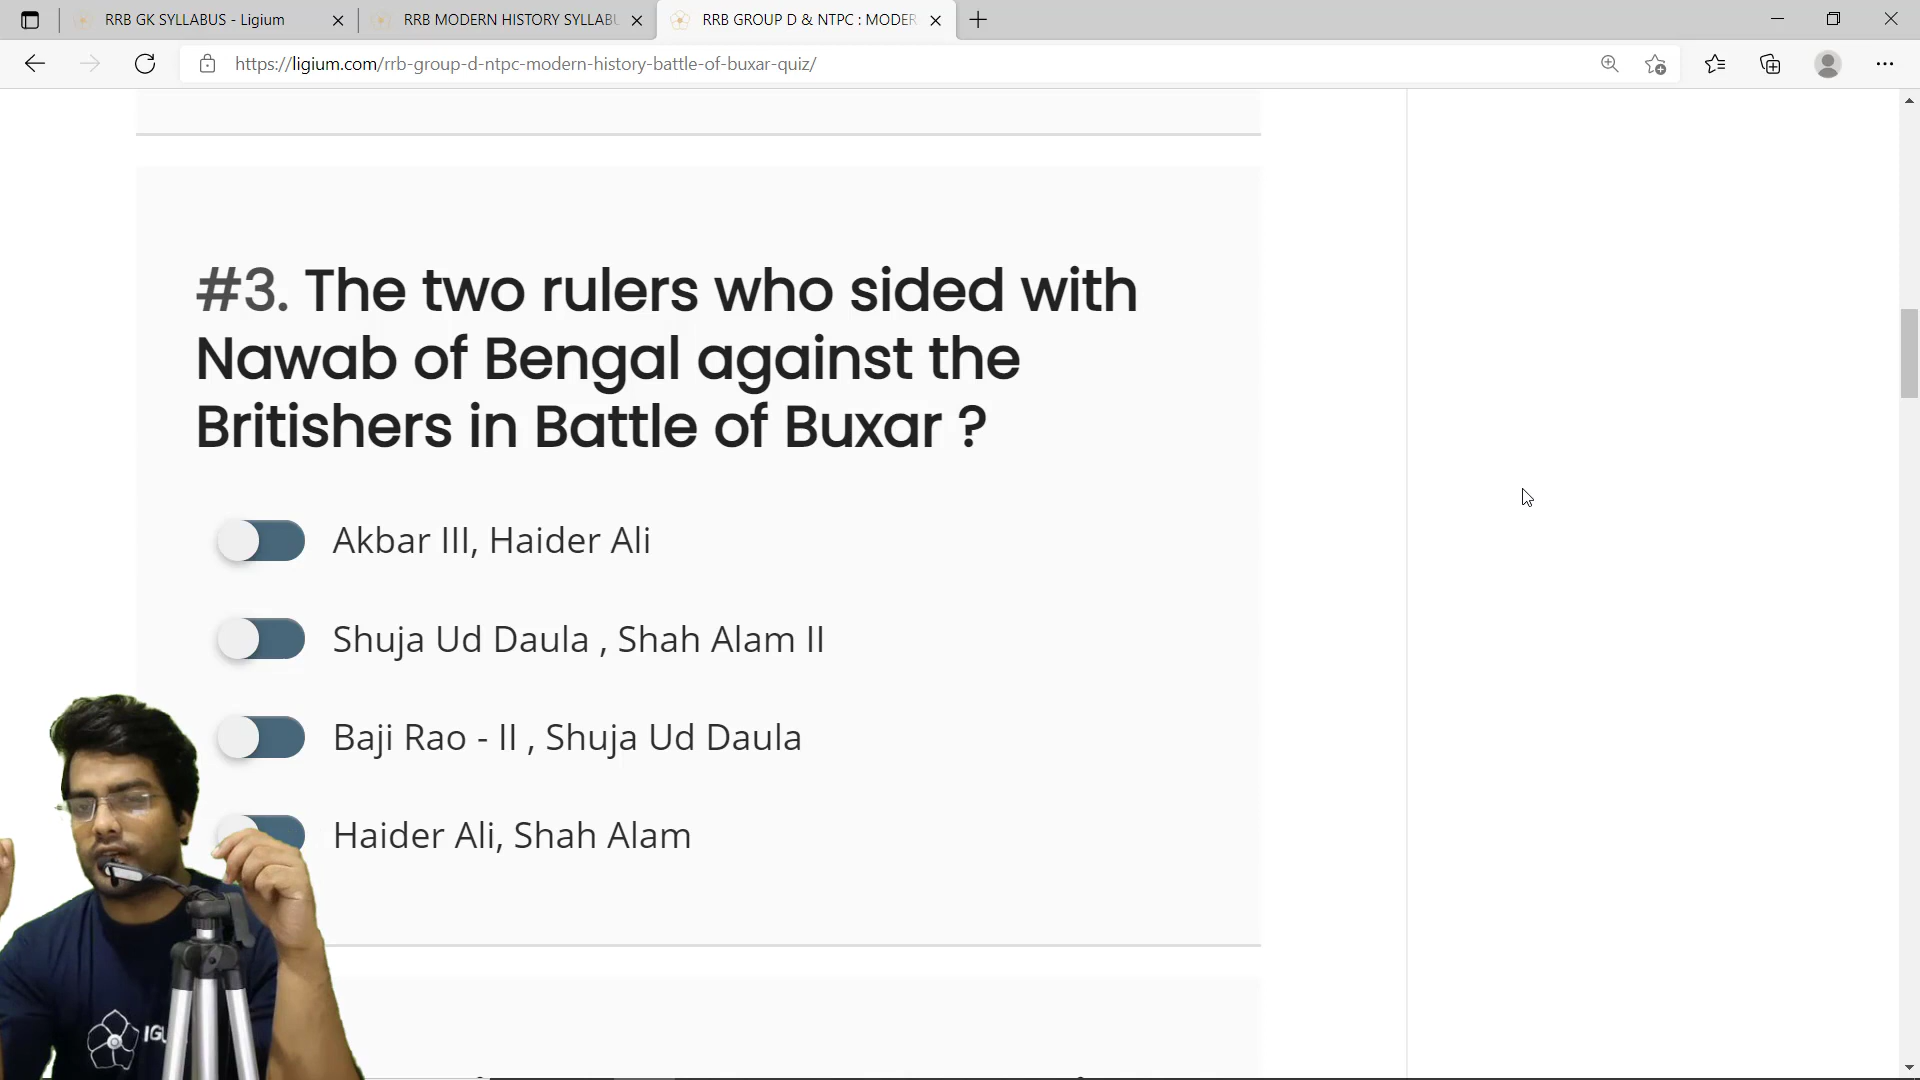 RRB GK SYLLABUS - Ligium
RRB MODERN HISTORY SYLLABU
RRB GROUP D & NTPC : MODER
https://ligium.com/rrb-group-d-ntpc-modern-history-battle-of-buxar-quiz/
#3. The two rulers who sided with
Nawab of Bengal against the
Britishers in Battle of Buxar ?
Akbar III, Haider Ali
Shuja Ud Daula , Shah Alam II
Baji Rao - II , Shuja Ud Daula
Haider Ali, Shah Alam